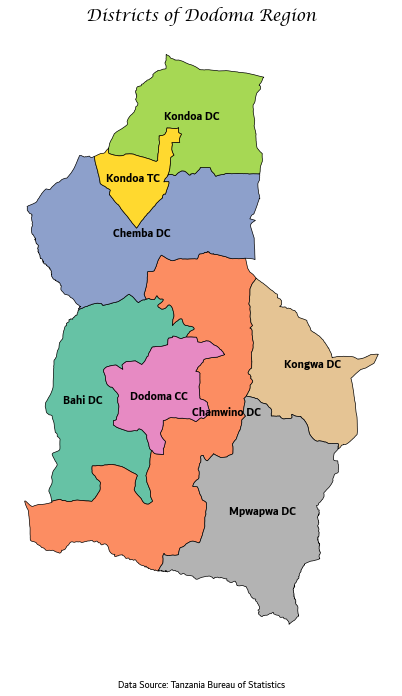 Districts of Dodoma Region
Kondoa DC
Kondoa TC
Chemba DC
Kongwa DC
Dodoma CC
Bahi DC
Chamwino DC
Mpwapwa DC
Data Source: Tanzania Bureau of Statistics